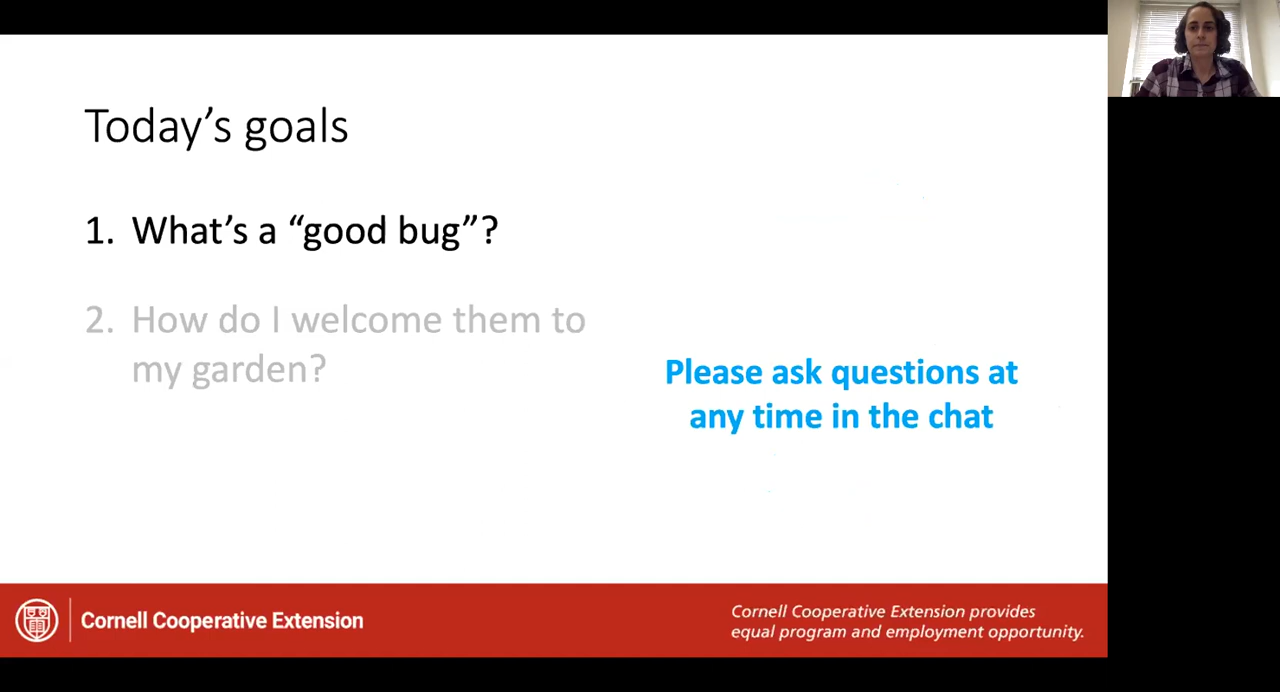 Today’s goals
1. What’s a “good bug”?
2. How do I welcome them to
my garden?
Please ask questions at
any time in the chat
Cornell Cooperative Extension
Cornell Cooperative Extension provides
equal program and employment opportunity.